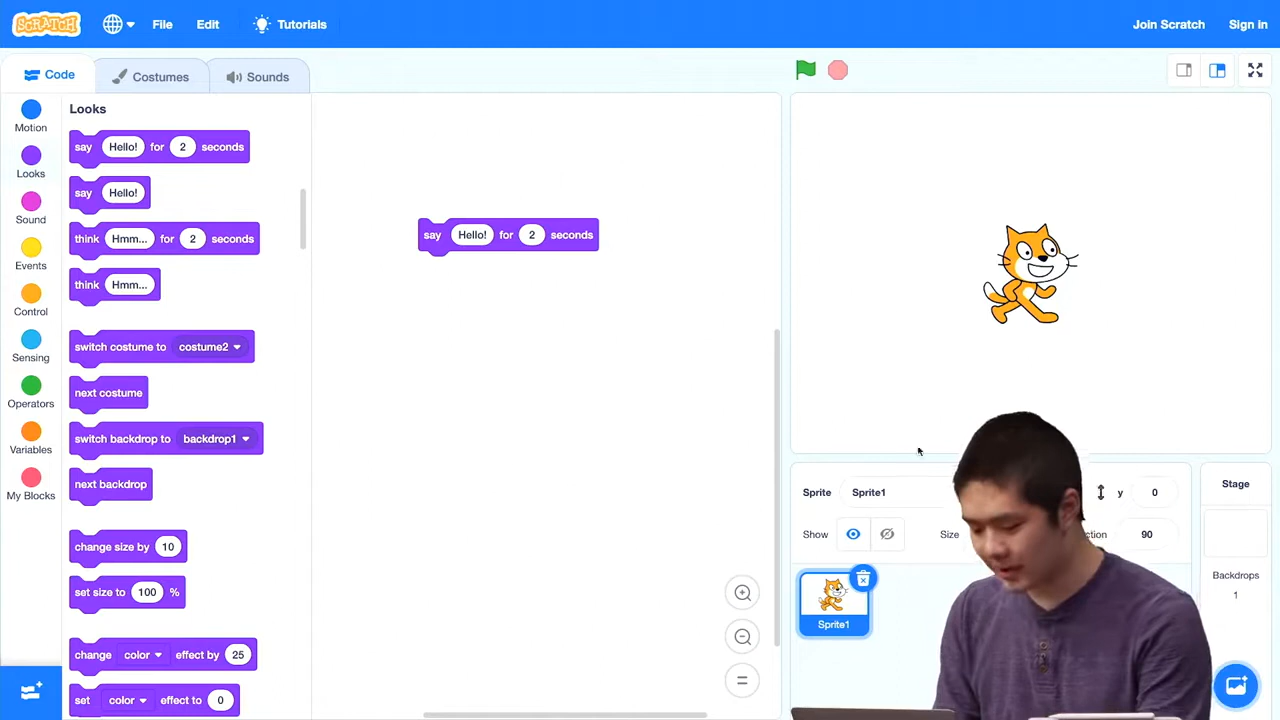 SCRATCH File Edit Tutorials Join Scratch Sign in
Code Costumes Sounds
Motion
Looks
Sound
Events
Control
Sensing
Operators
Variables
My Blocks
Looks
say Hello! for 2 seconds
say Hello!
think Hmm... for 2 seconds
think Hmm...
switch costume to costume2
next costume
switch backdrop to backdrop1
next backdrop
change size by 10
set size to 100 %
change color effect by 25
set color effect to 0
say Hello! for 2 seconds
Sprite Sprite1 y 0
Show Size ction 90
Sprite1
Stage
Backdrops
1